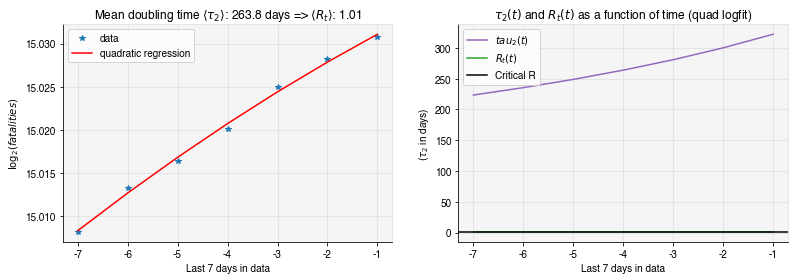 Mean doubling time ⟨τ₂⟩: 263.8 days => ⟨Rₜ⟩: 1.01
data
quadratic regression
log₂(fatalities)
15.030
15.025
15.020
15.015
15.010
-7 -6 -5 -4 -3 -2 -1
Last 7 days in data
τ₂(t) and Rₜ(t) as a function of time (quad logfit)
tau₂(t)
Rₜ(t)
Critical R
(τ₂ in days)
300
250
200
150
100
50
0
-7 -6 -5 -4 -3 -2 -1
Last 7 days in data